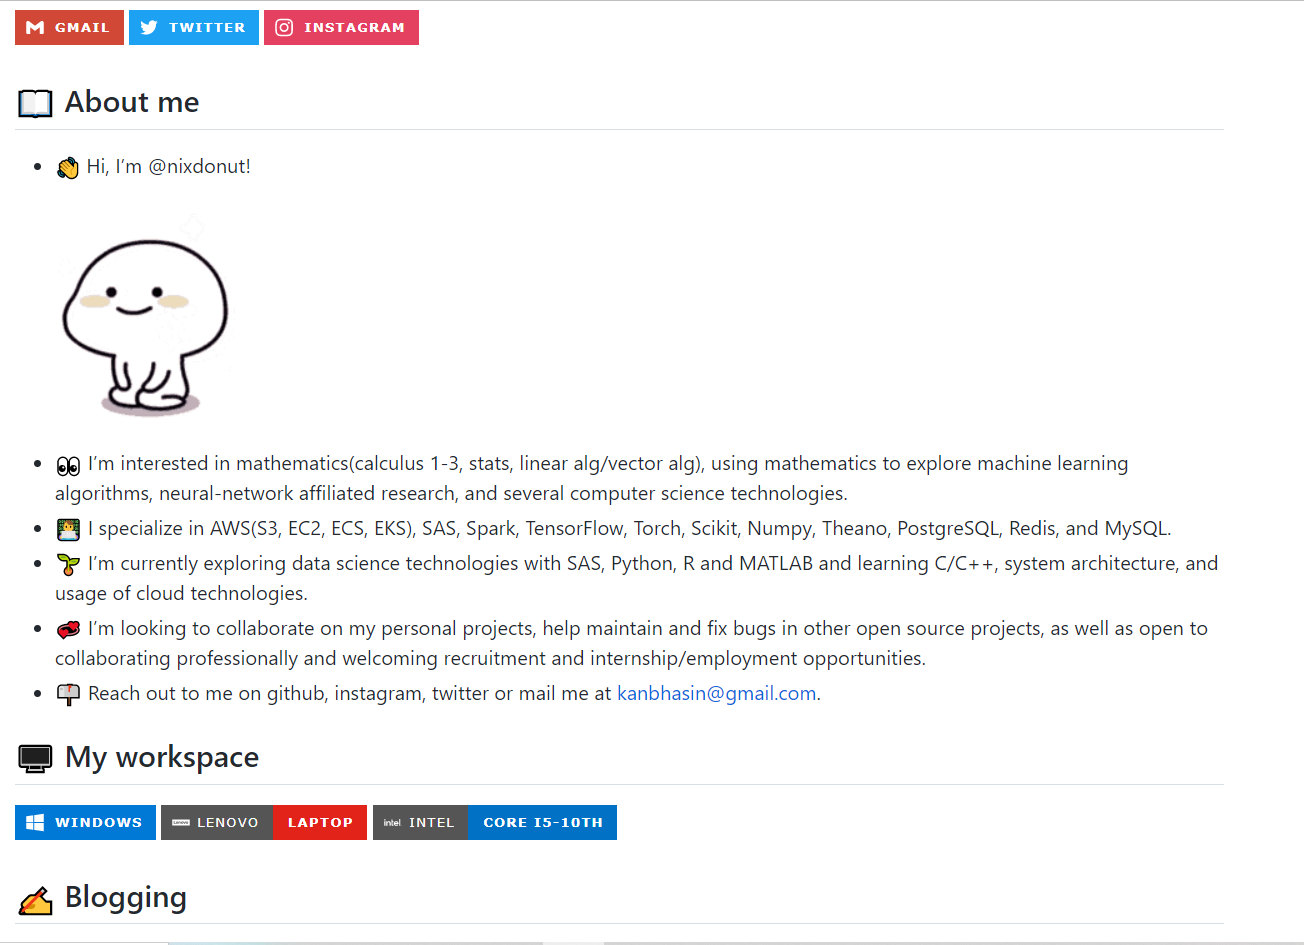 GMAIL TWITTER INSTAGRAM
About me
Hi, I'm @nixdonut!
I'm interested in mathematics(calculus 1-3, stats, linear alg/vector alg), using mathematics to explore machine learning
algorithms, neural-network affiliated research, and several computer science technologies.
I specialize in AWS(S3, EC2, ECS, EKS), SAS, Spark, TensorFlow, Torch, Scikit, Numpy, Theano, PostgreSQL, Redis, and MySQL.
I'm currently exploring data science technologies with SAS, Python, R and MATLAB and learning C/C++, system architecture, and
usage of cloud technologies.
I'm looking to collaborate on my personal projects, help maintain and fix bugs in other open source projects, as well as open to
collaborating professionally and welcoming recruitment and internship/employment opportunities.
Reach out to me on github, instagram, twitter or mail me at kanbhasin@gmail.com.
My workspace
WINDOWS Lenovo LENOVO LAPTOP intel INTEL CORE I5-10TH
Blogging